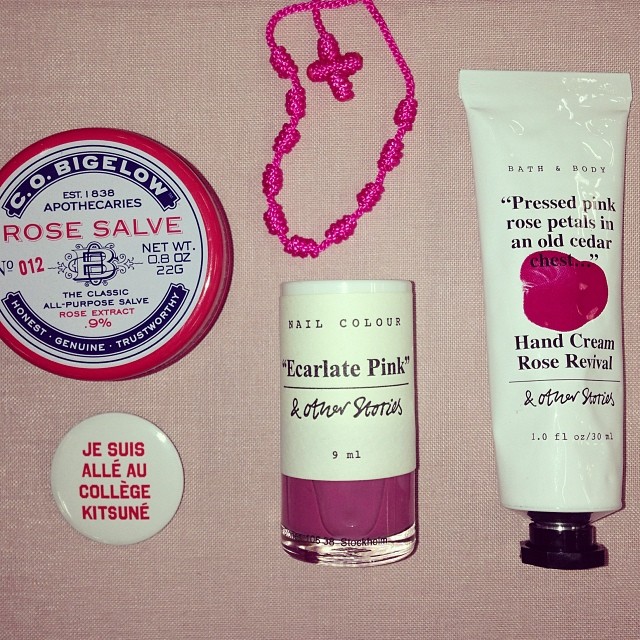 C.O. BIGELOW
EST. 1838
APOTHECARIES
ROSE SALVE
Nº 012
NET WT.
0.8 OZ
22G
THE CLASSIC
ALL-PURPOSE SALVE
ROSE EXTRACT
.9%
HONEST · GENUINE · TRUSTWORTHY
JE SUIS
ALLÉ AU
COLLÈGE
KITSUNÉ
NAIL COLOUR
“Ecarlate Pink”
& other Stories
9 ml
Stockholm
BATH & BODY
“Pressed pink
rose petals in
an old cedar
chest...”
Hand Cream
Rose Revival
& other Stories
1.0 fl oz/30 ml